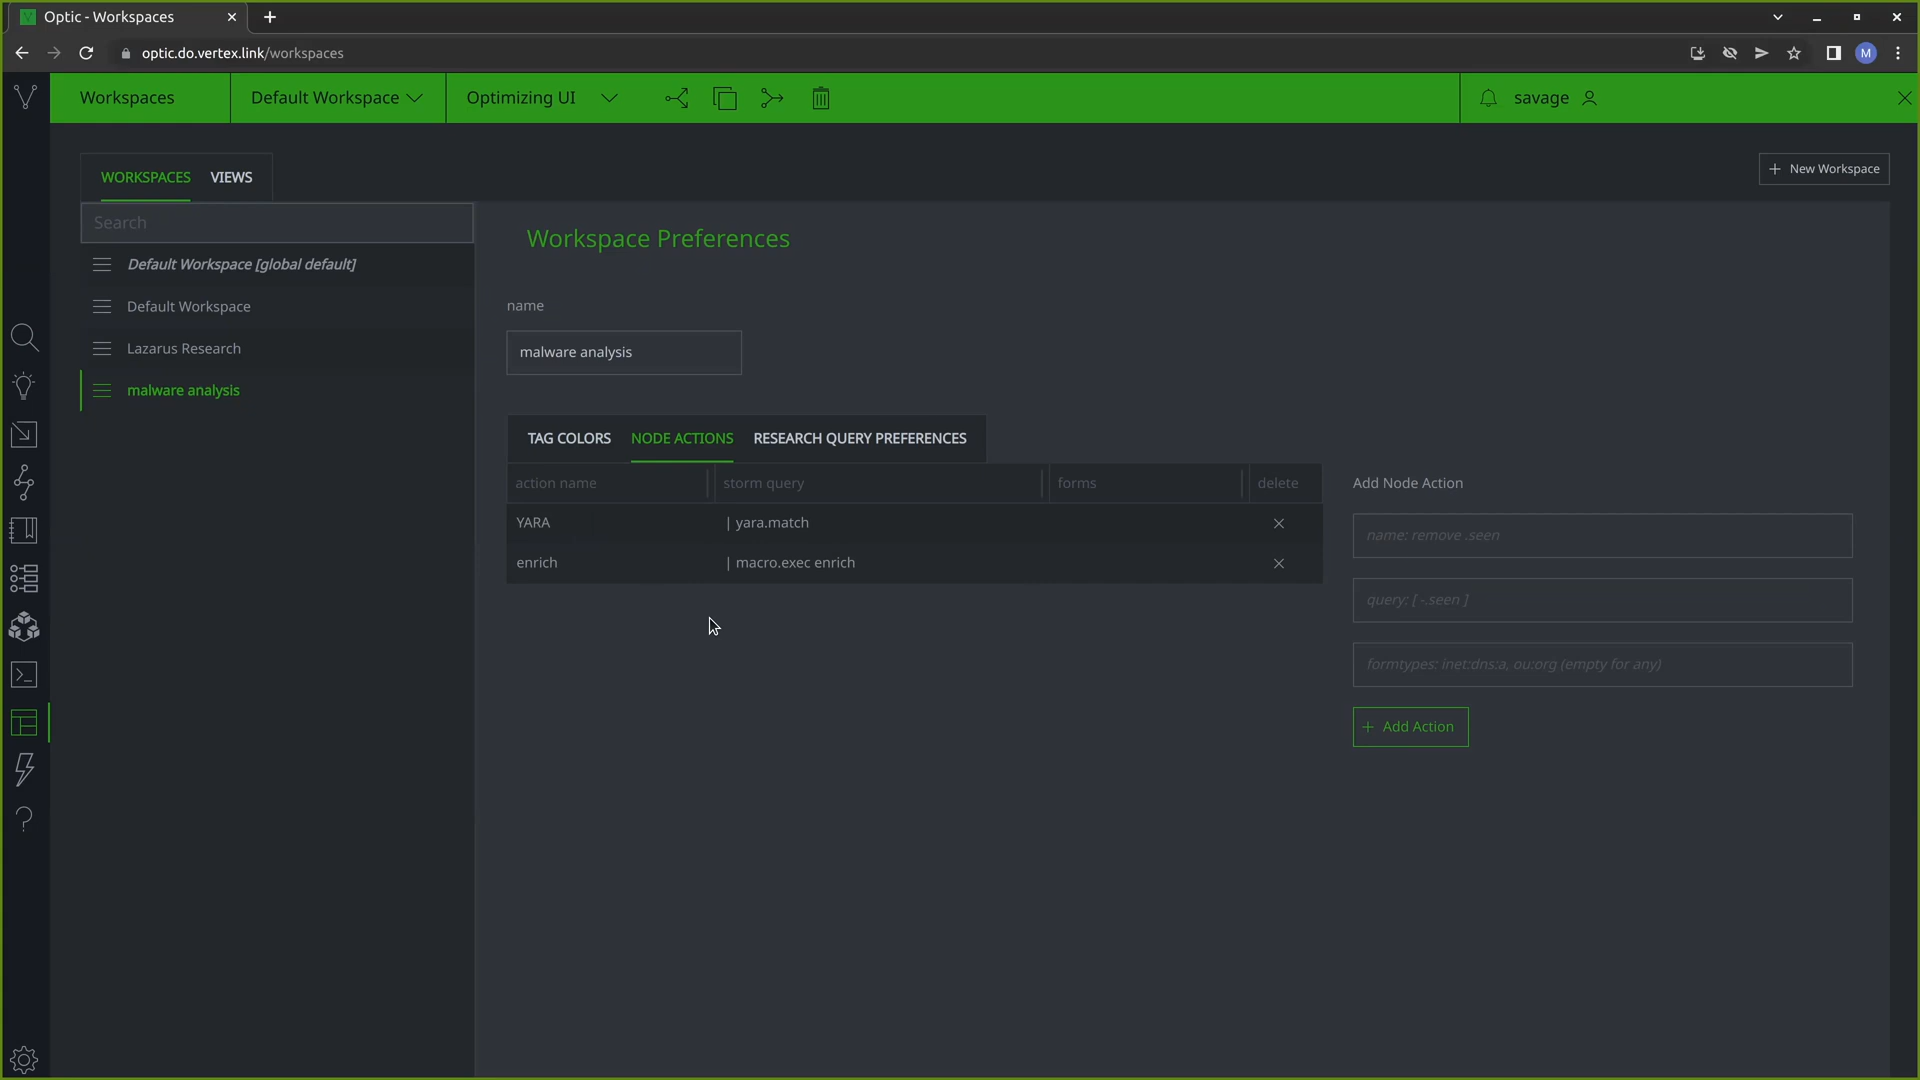 Optic - Workspaces
optic.do.vertex.link/workspaces
M
Workspaces
Default Workspace
Optimizing UI
savage
WORKSPACES VIEWS
+ New Workspace
Search
Default Workspace [global default]
Default Workspace
Lazarus Research
malware analysis
Workspace Preferences
name
malware analysis
TAG COLORS NODE ACTIONS RESEARCH QUERY PREFERENCES
action name storm query forms delete
YARA | yara.match
enrich | macro.exec enrich
Add Node Action
name: remove .seen
query: [ -.seen ]
formtypes: inet:dns:a, ou:org (empty for any)
+ Add Action